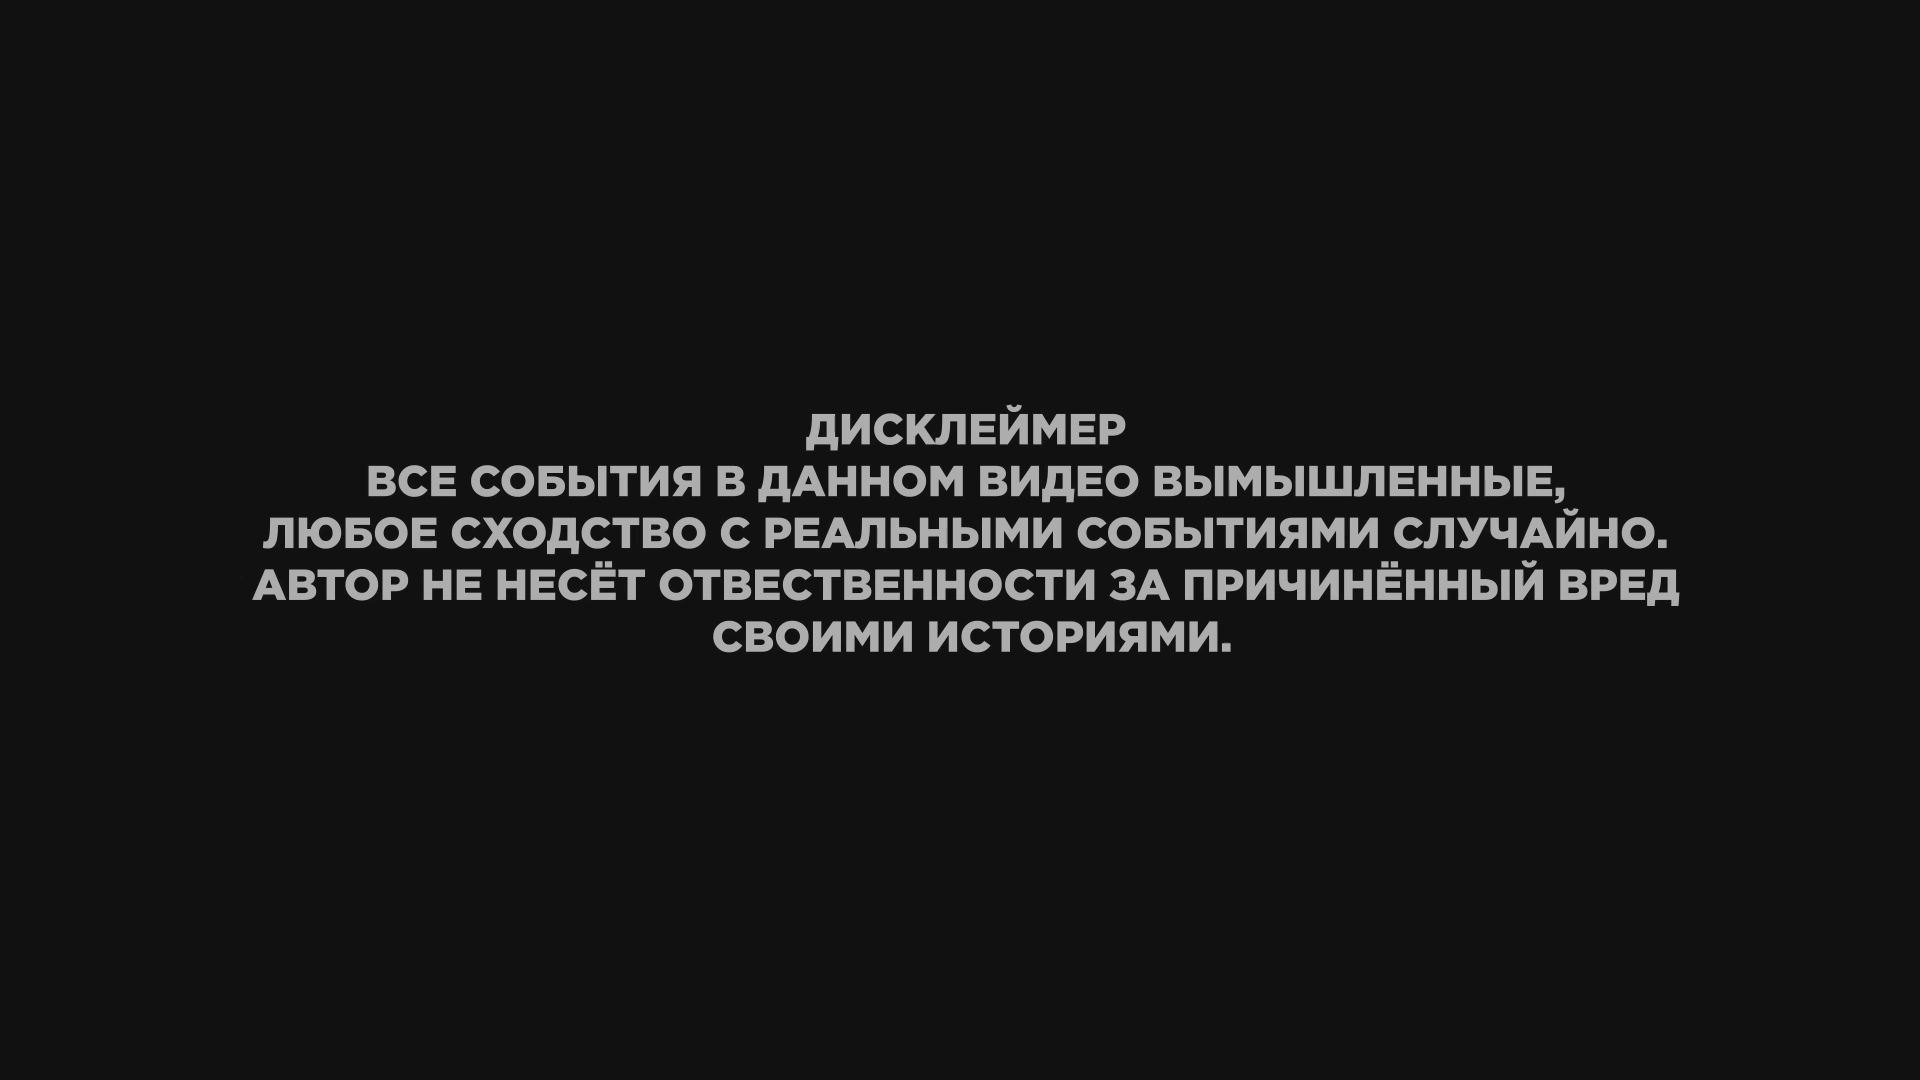 ДИСКЛЕЙМЕР
ВСЕ СОБЫТИЯ В ДАННОМ ВИДЕО ВЫМЫШЛЕННЫЕ,
ЛЮБОЕ СХОДСТВО С РЕАЛЬНЫМИ СОБЫТИЯМИ СЛУЧАЙНО.
АВТОР НЕ НЕСЁТ ОТВЕСТВЕННОСТИ ЗА ПРИЧИНЁННЫЙ ВРЕД
СВОИМИ ИСТОРИЯМИ.